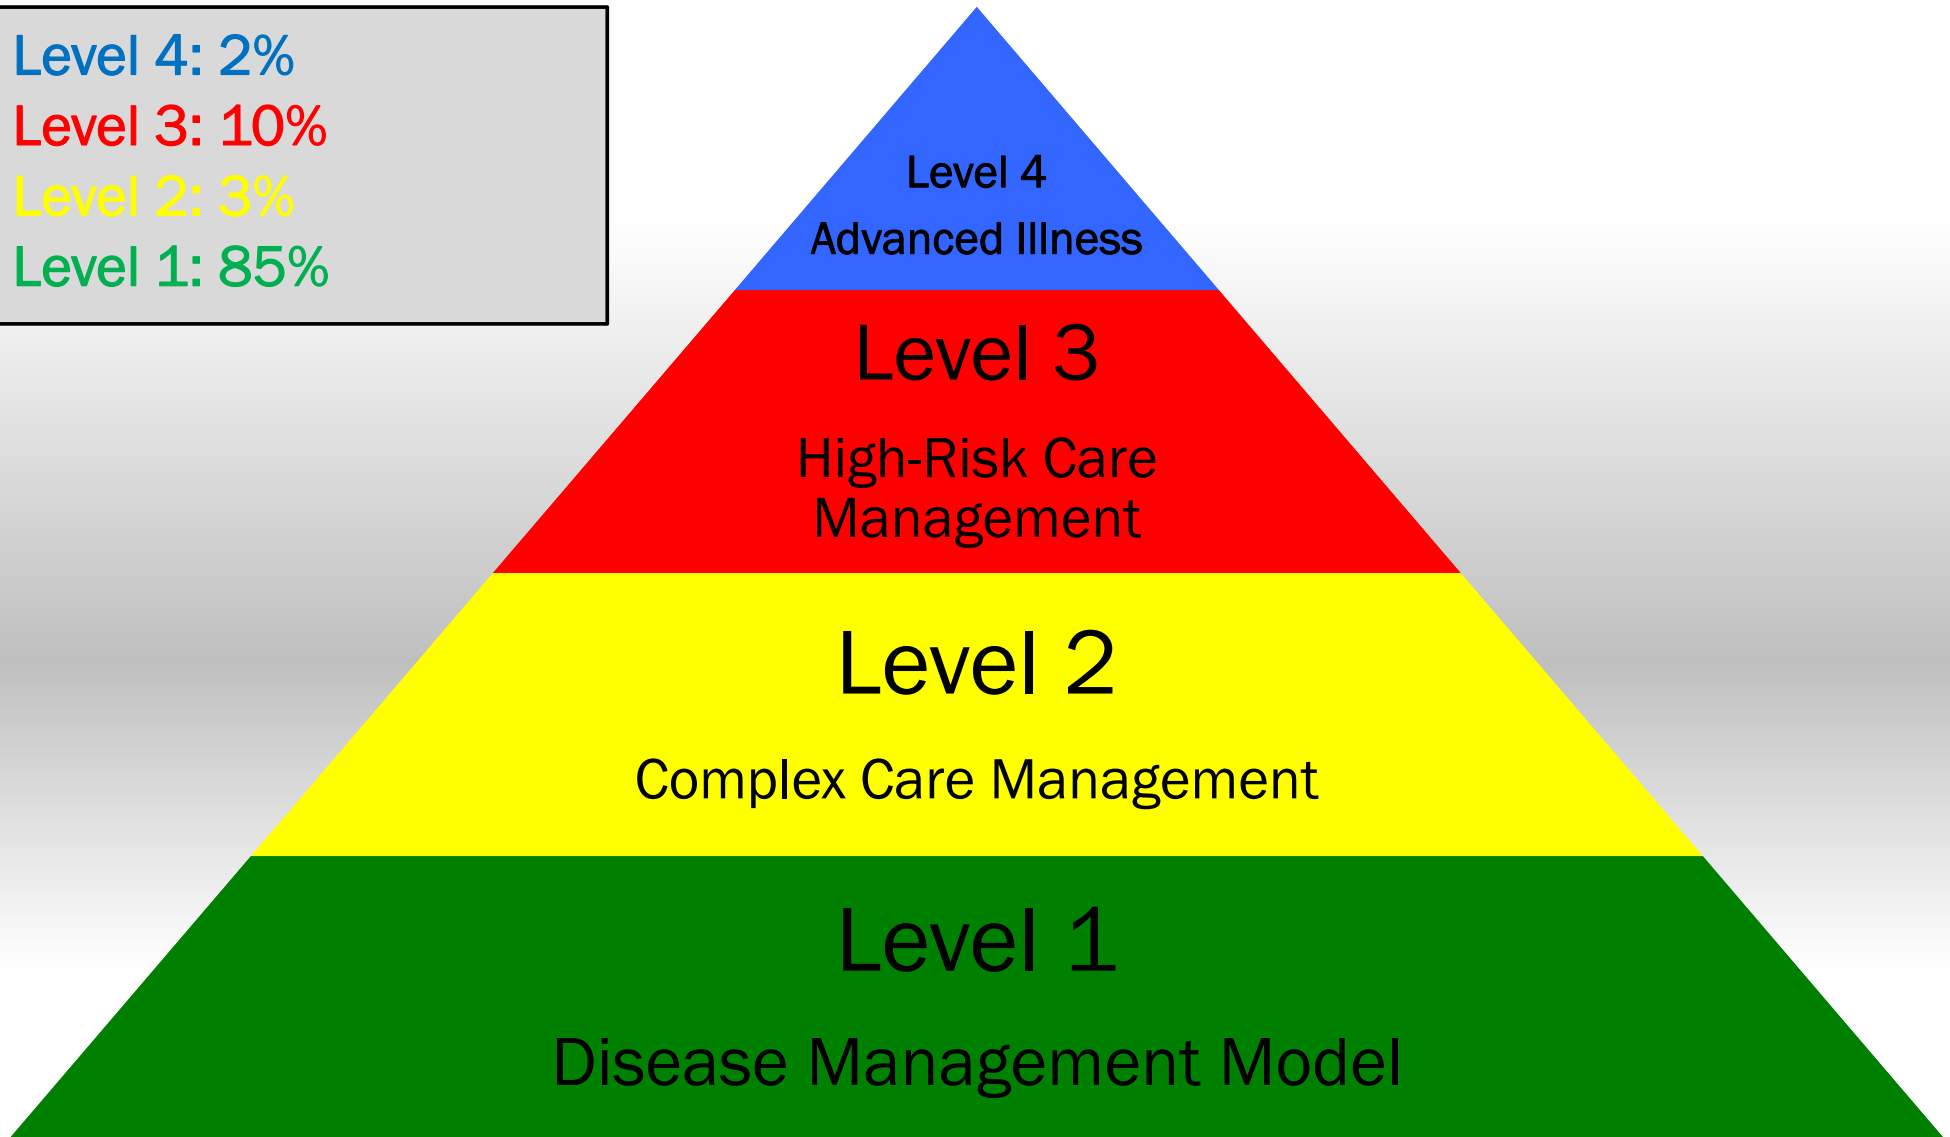 Level 4: 2%
Level 3: 10%
Level 2: 3%
Level 1: 85%
Level 4
Advanced Illness
Level 3
High-Risk Care
Management
Level 2
Complex Care Management
Level 1
Disease Management Model